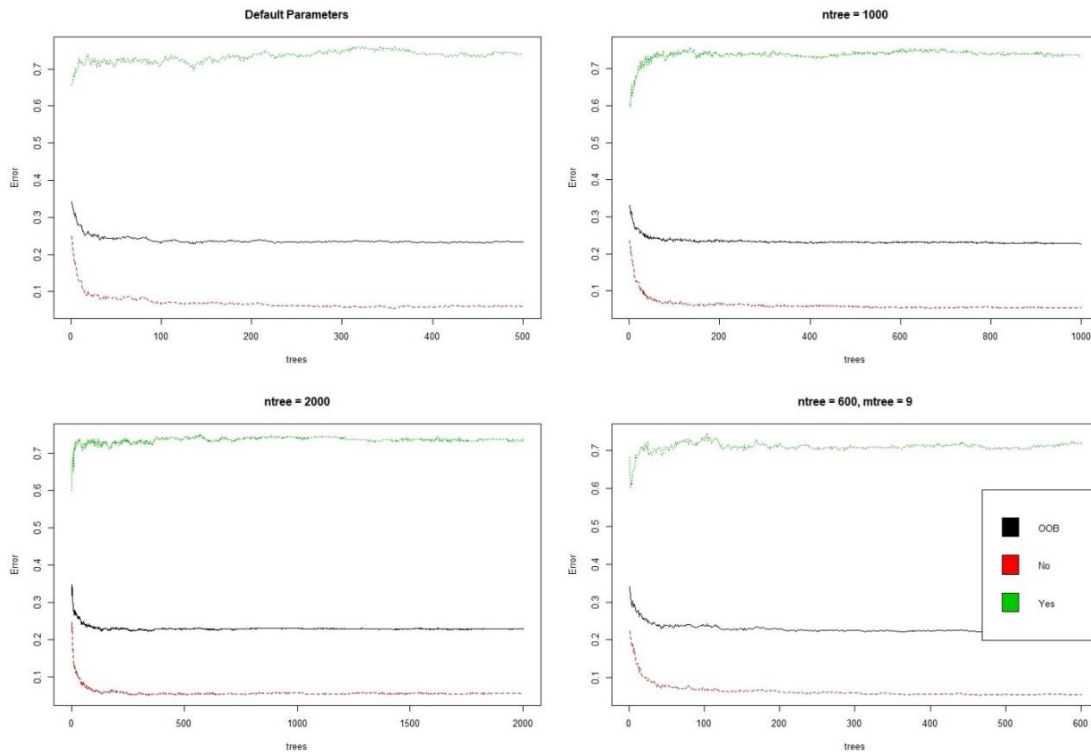 Default Parameters
Error
0.1 0.2 0.3 0.4 0.5 0.6 0.7
0 100 200 300 400 500
trees
ntree = 1000
Error
0.1 0.2 0.3 0.4 0.5 0.6 0.7
0 200 400 600 800 1000
trees
ntree = 2000
Error
0.1 0.2 0.3 0.4 0.5 0.6 0.7
0 500 1000 1500 2000
trees
ntree = 600, mtree = 9
Error
0.1 0.2 0.3 0.4 0.5 0.6 0.7
0 100 200 300 400 500 600
trees
OOB
No
Yes